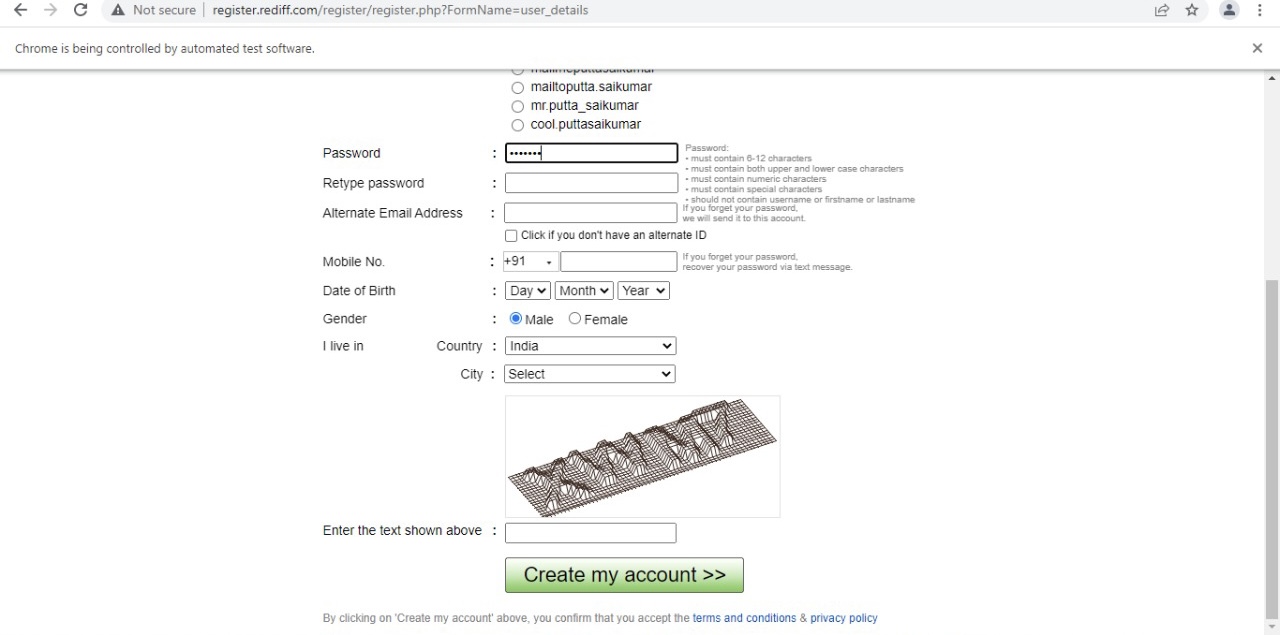 Not secure register.rediff.com/register/register.php?FormName=user_details
Chrome is being controlled by automated test software.
mailtoputta.saikumar
mr.putta_saikumar
cool.puttasaikumar
Password : •••••••
Password:
• must contain 6-12 characters
• must contain both upper and lower case characters
• must contain numeric characters
• must contain special characters
• should not contain username or firstname or lastname
Retype password :
Alternate Email Address :
If you forget your password,
we will send it to this account.
Click if you don't have an alternate ID
Mobile No. : +91
If you forget your password,
recover your password via text message.
Date of Birth : Day Month Year
Gender : Male Female
I live in Country : India
City : Select
Enter the text shown above :
Create my account >>
By clicking on 'Create my account' above, you confirm that you accept the terms and conditions & privacy policy